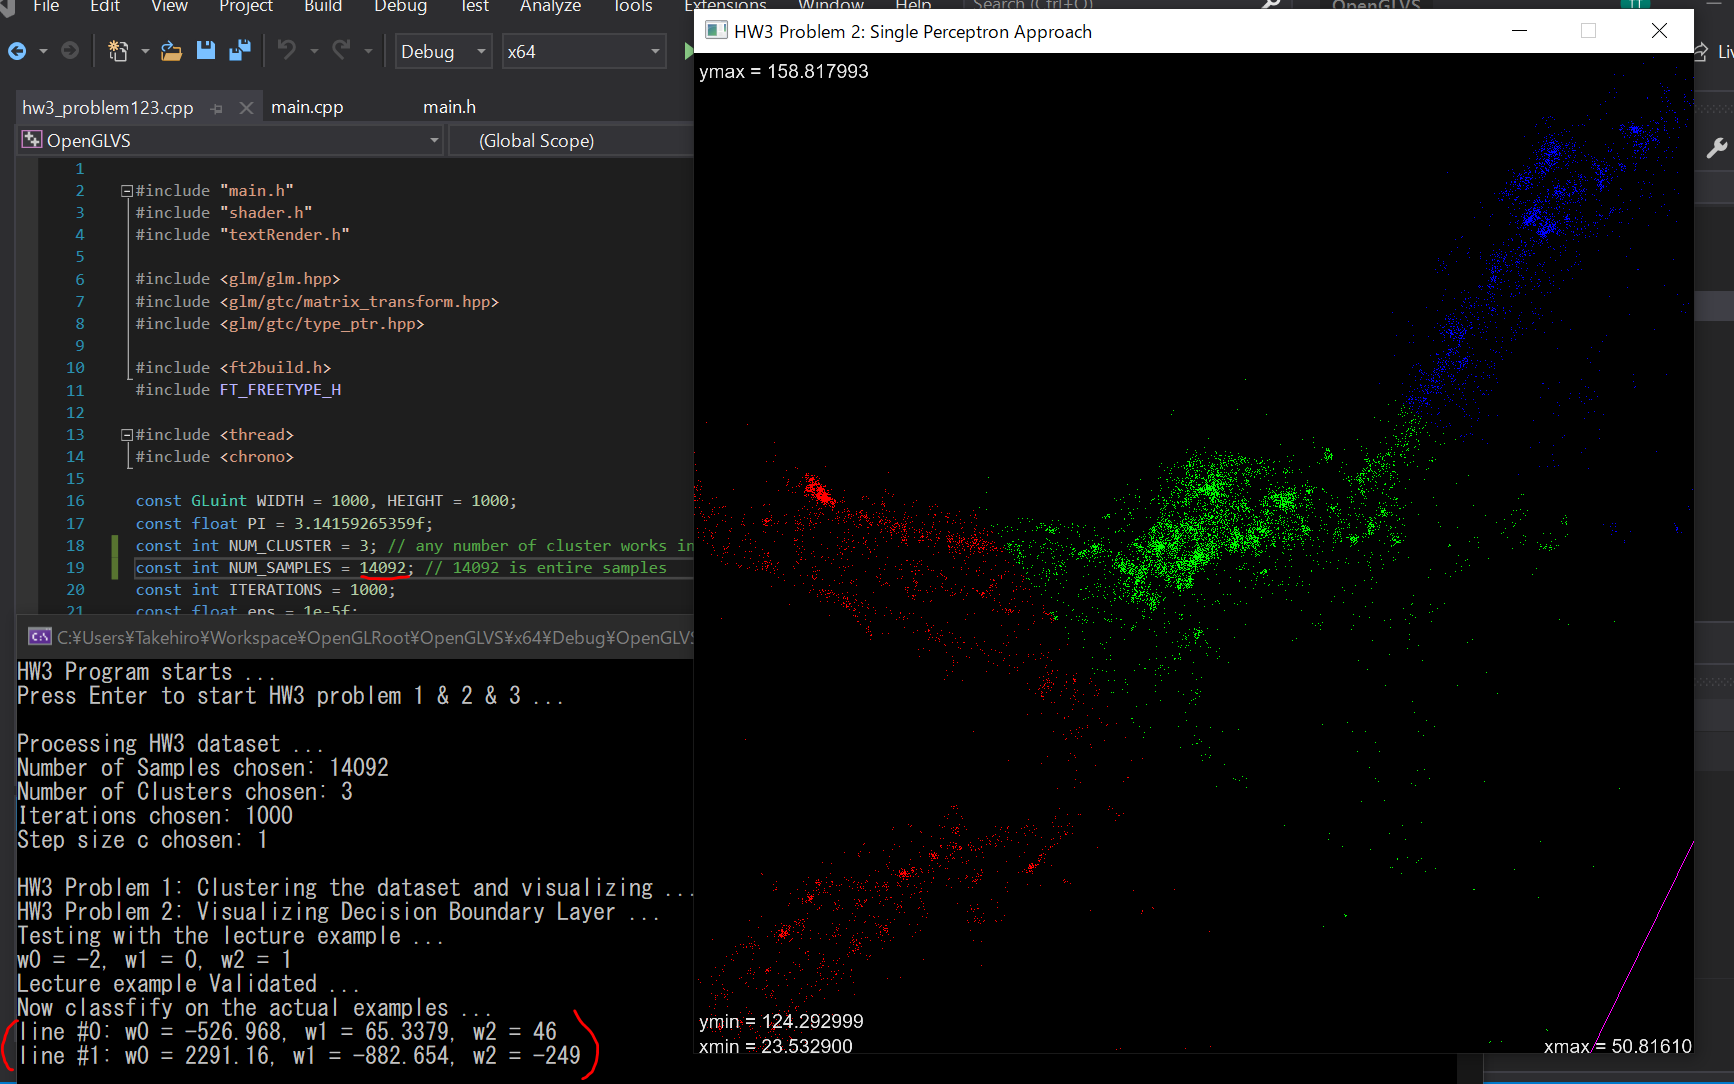 File Edit View Project Build Debug Test Analyze Tools Extensions Window Help Search (Ctrl+Q) OpenGLVS
Debug x64
hw3_problem123.cpp main.cpp main.h
OpenGLVS (Global Scope)
1
2 #include "main.h"
3 #include "shader.h"
4 #include "textRender.h"
5
6 #include <glm/glm.hpp>
7 #include <glm/gtc/matrix_transform.hpp>
8 #include <glm/gtc/type_ptr.hpp>
9
10 #include <ft2build.h>
11 #include FT_FREETYPE_H
12
13 #include <thread>
14 #include <chrono>
15
16 const GLuint WIDTH = 1000, HEIGHT = 1000;
17 const float PI = 3.14159265359f;
18 const int NUM_CLUSTER = 3; // any number of cluster works in
19 const int NUM_SAMPLES = 14092; // 14092 is entire samples
20 const int ITERATIONS = 1000;
21 const float eps = 1e-5f;
C:¥Users¥Takehiro¥Workspace¥OpenGLRoot¥OpenGLVS¥x64¥Debug¥OpenGLVS
HW3 Program starts ...
Press Enter to start HW3 problem 1 & 2 & 3 ...
Processing HW3 dataset ...
Number of Samples chosen: 14092
Number of Clusters chosen: 3
Iterations chosen: 1000
Step size c chosen: 1
HW3 Problem 1: Clustering the dataset and visualizing ...
HW3 Problem 2: Visualizing Decision Boundary Layer ...
Testing with the lecture example ...
w0 = -2, w1 = 0, w2 = 1
Lecture example Validated ...
Now classfify on the actual examples ...
line #0: w0 = -526.968, w1 = 65.3379, w2 = 46
line #1: w0 = 2291.16, w1 = -882.654, w2 = -249
HW3 Problem 2: Single Perceptron Approach
ymax = 158.817993
ymin = 124.292999
xmin = 23.532900
xmax = 50.81610